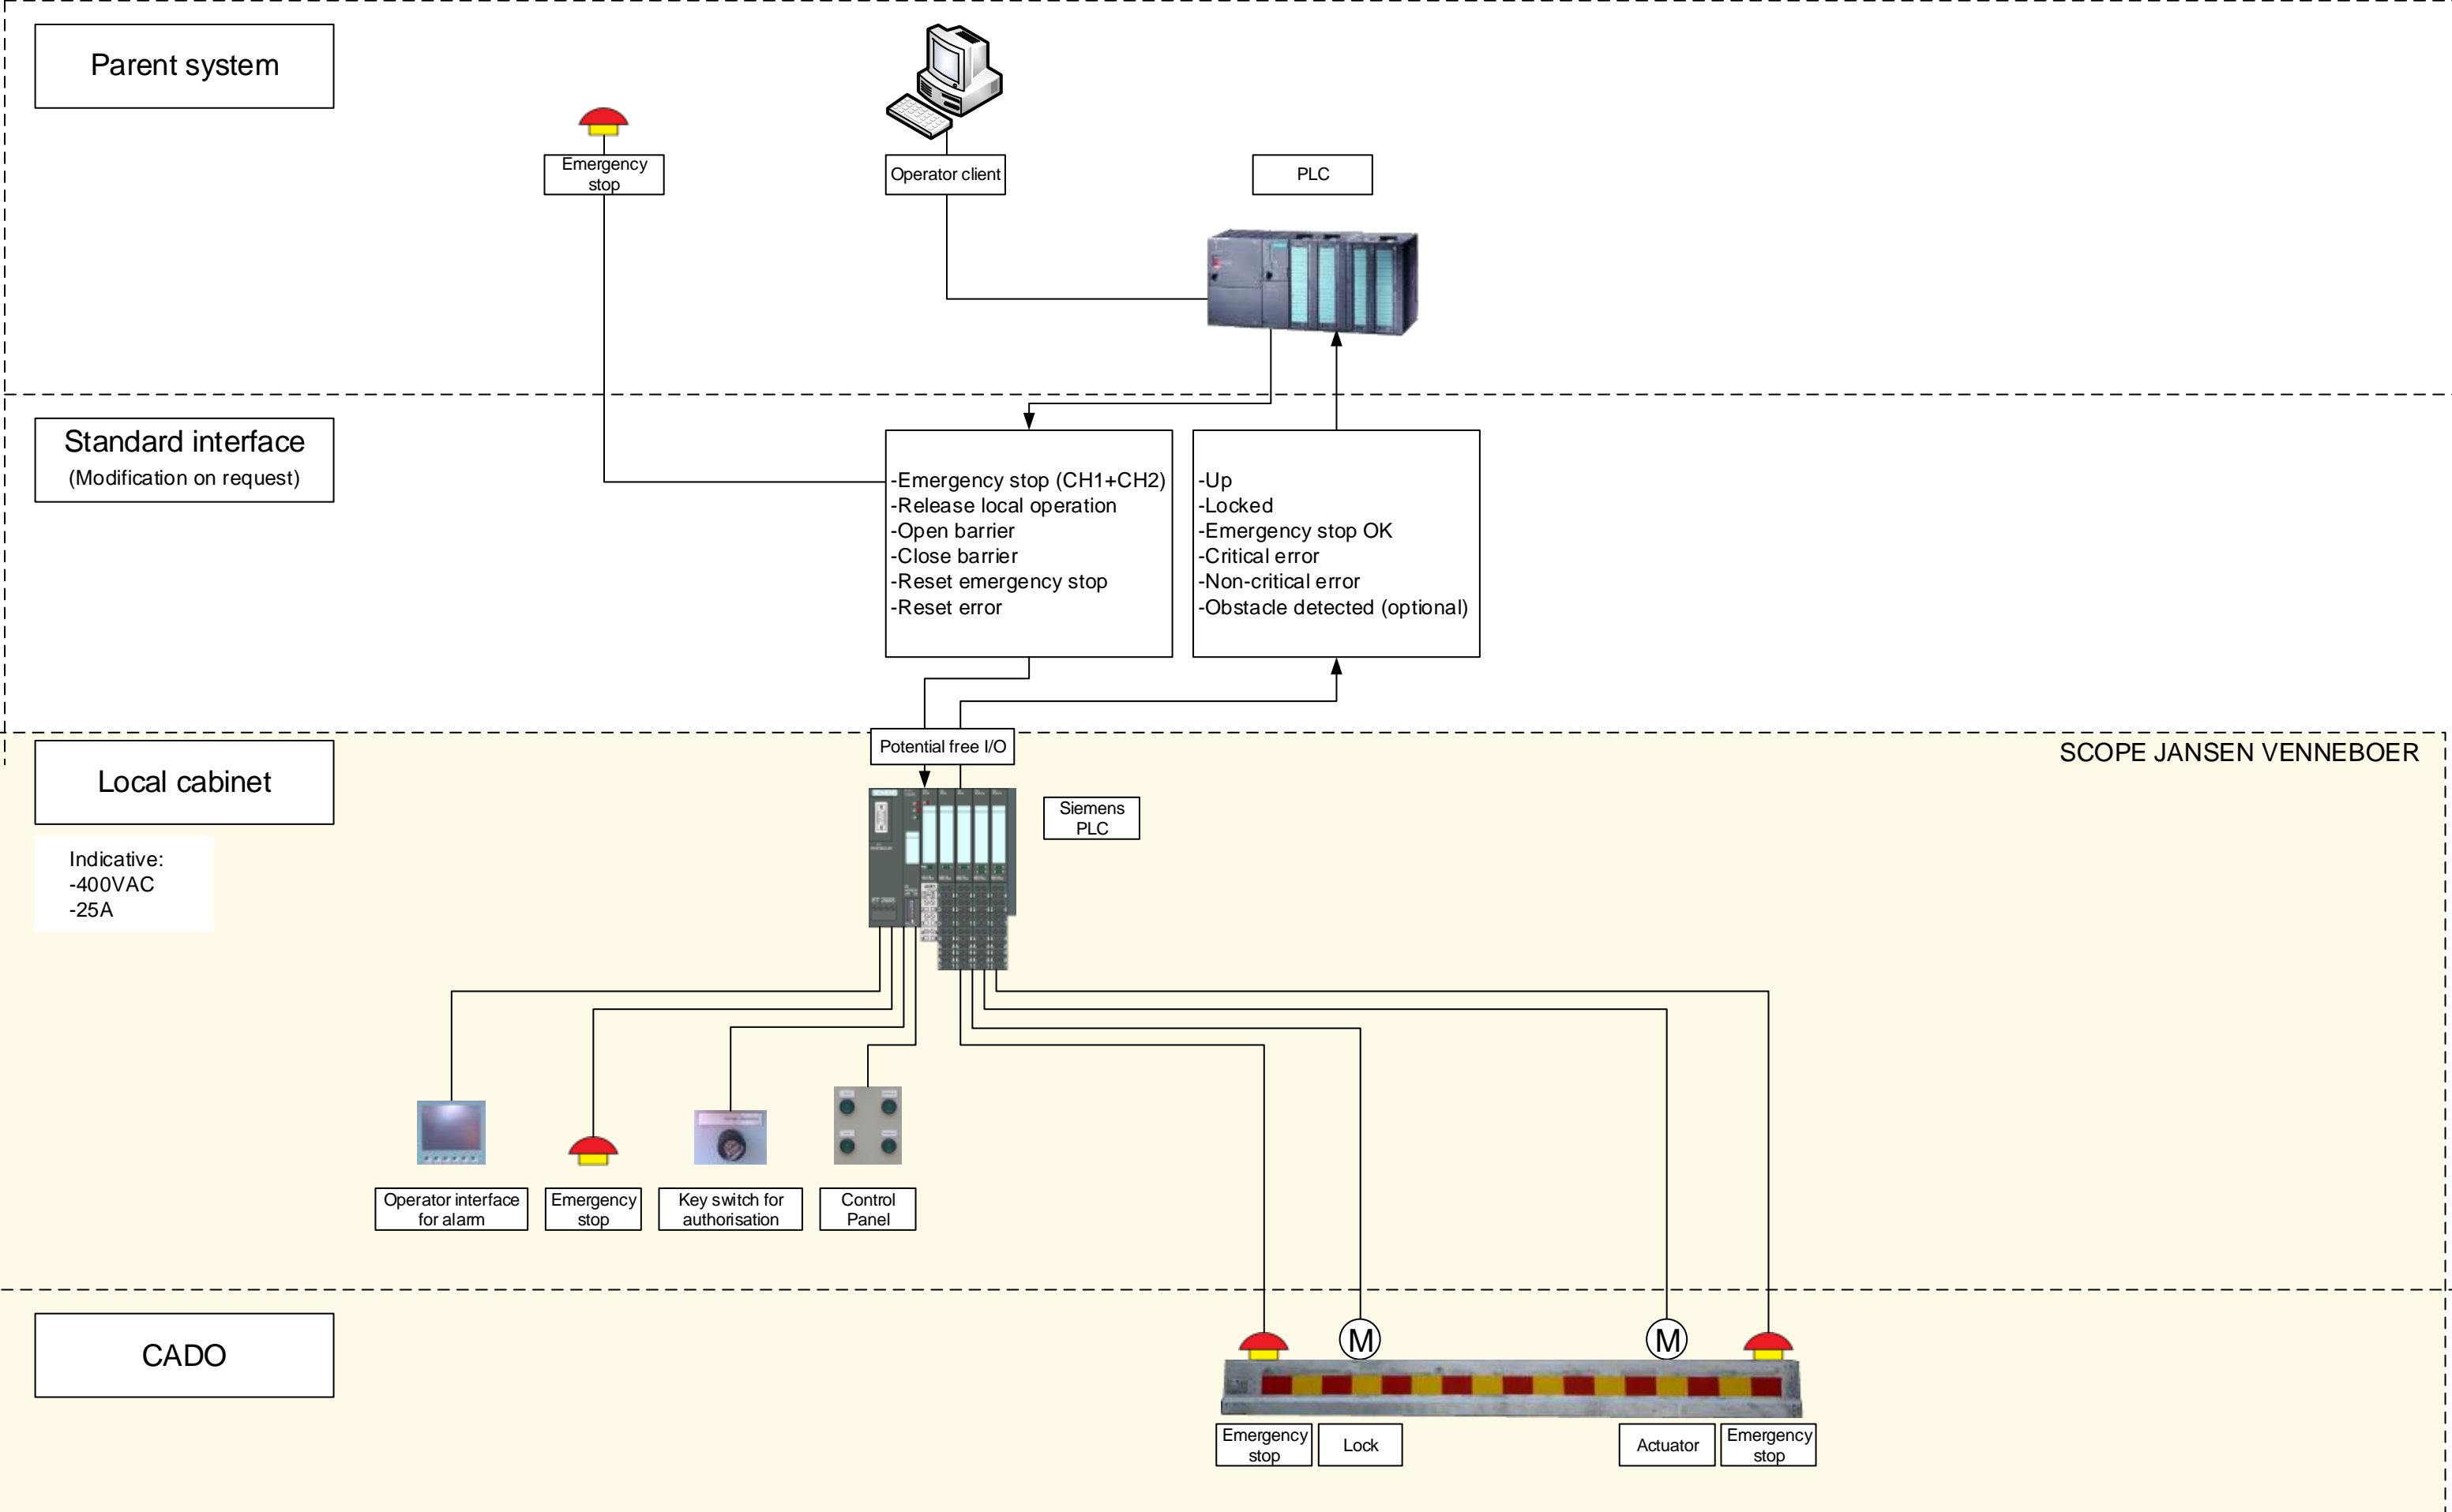 Parent system
Emergency
stop
Operator client
PLC
Standard interface
(Modification on request)
-Emergency stop (CH1+CH2)
-Release local operation
-Open barrier
-Close barrier
-Reset emergency stop
-Reset error
-Up
-Locked
-Emergency stop OK
-Critical error
-Non-critical error
-Obstacle detected (optional)
Potential free I/O
SCOPE JANSEN VENNEBOER
Local cabinet
Indicative:
-400VAC
-25A
Siemens
PLC
SIEMENS
Operator interface
for alarm
Emergency
stop
Key switch for
authorisation
Control
Panel
CADO
M
M
Emergency
stop
Lock
Actuator
Emergency
stop